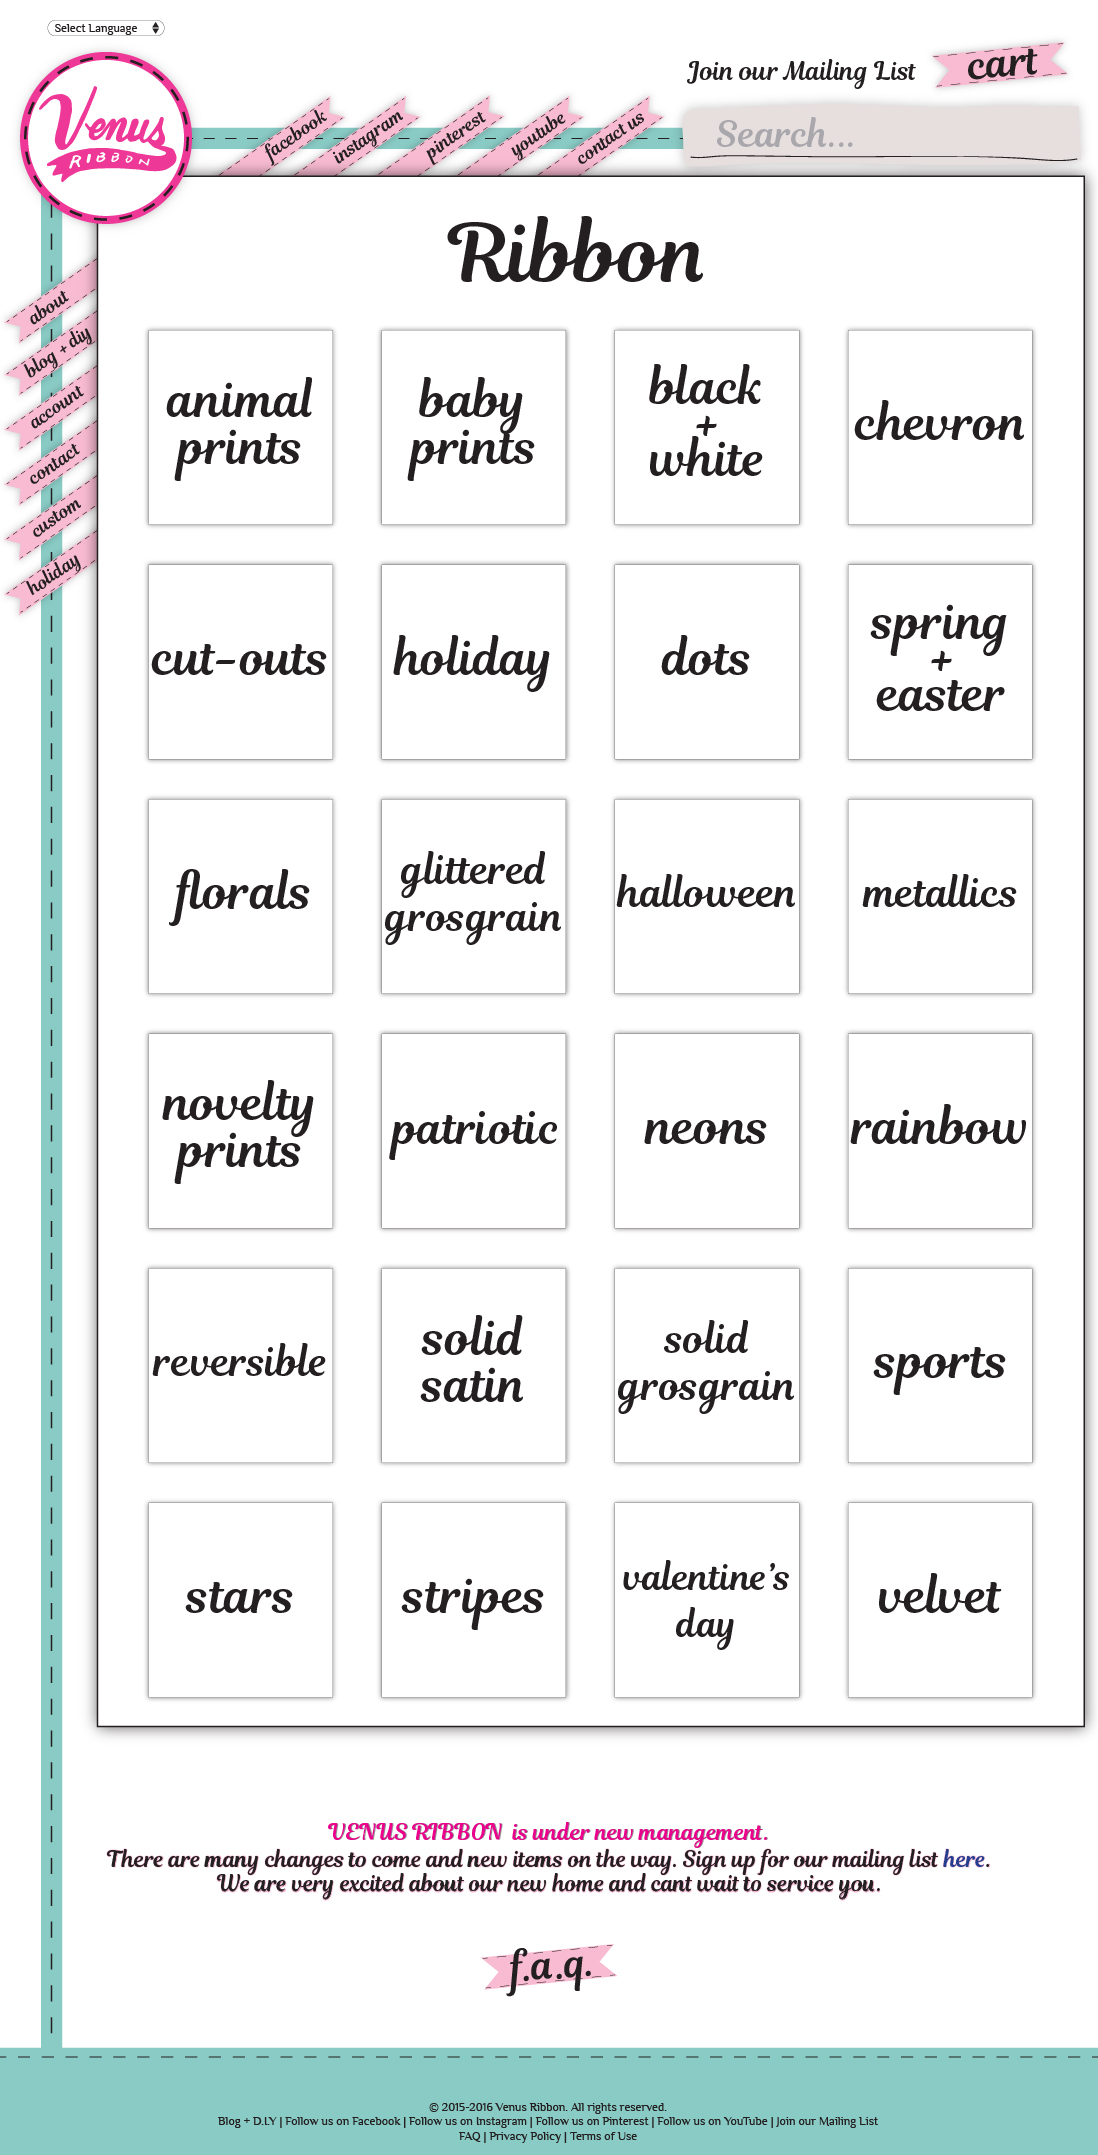 Select Language
Join our Mailing List
cart
Venus
RIBBON
facebook
instagram
pinterest
youtube
contact us
Search...
Ribbon
about
blog + diy
account
contact
custom
holiday
animal
prints
baby
prints
black
+
white
chevron
cut-outs
holiday
dots
spring
+
easter
florals
glittered
grosgrain
halloween
metallics
novelty
prints
patriotic
neons
rainbow
reversible
solid
satin
solid
grosgrain
sports
stars
stripes
valentine's
day
velvet
VENUS RIBBON is under new management.
There are many changes to come and new items on the way. Sign up for our mailing list here.
We are very excited about our new home and cant wait to service you.
f.a.q.
© 2015-2016 Venus Ribbon. All rights reserved.
Blog + D.I.Y | Follow us on Facebook | Follow us on Instagram | Follow us on Pinterest | Follow us on YouTube | Join our Mailing List
FAQ | Privacy Policy | Terms of Use